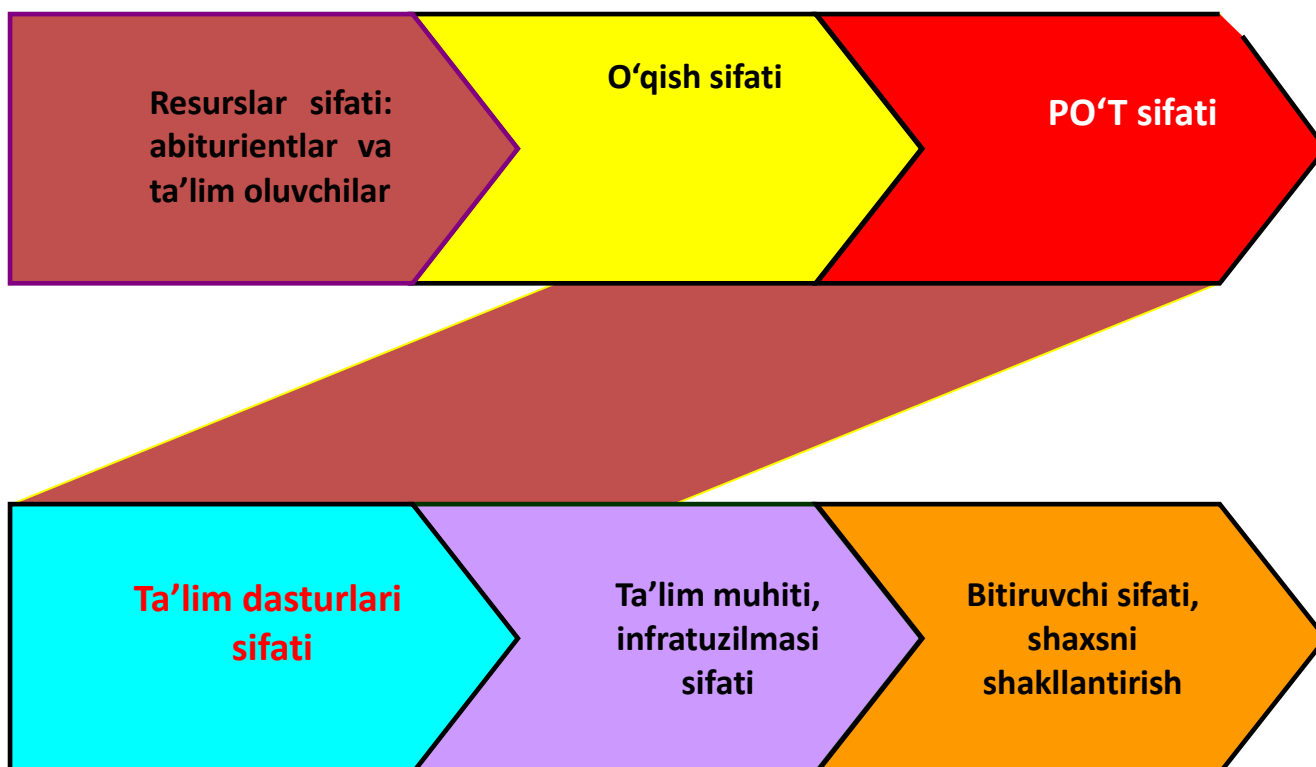 Resurslar sifati:
abiturientlar va
ta’lim oluvchilar
O‘qish sifati
PO‘T sifati
Ta’lim dasturlari
sifati
Ta’lim muhiti,
infratuzilmasi
sifati
Bitiruvchi sifati,
shaxsni
shakllantirish